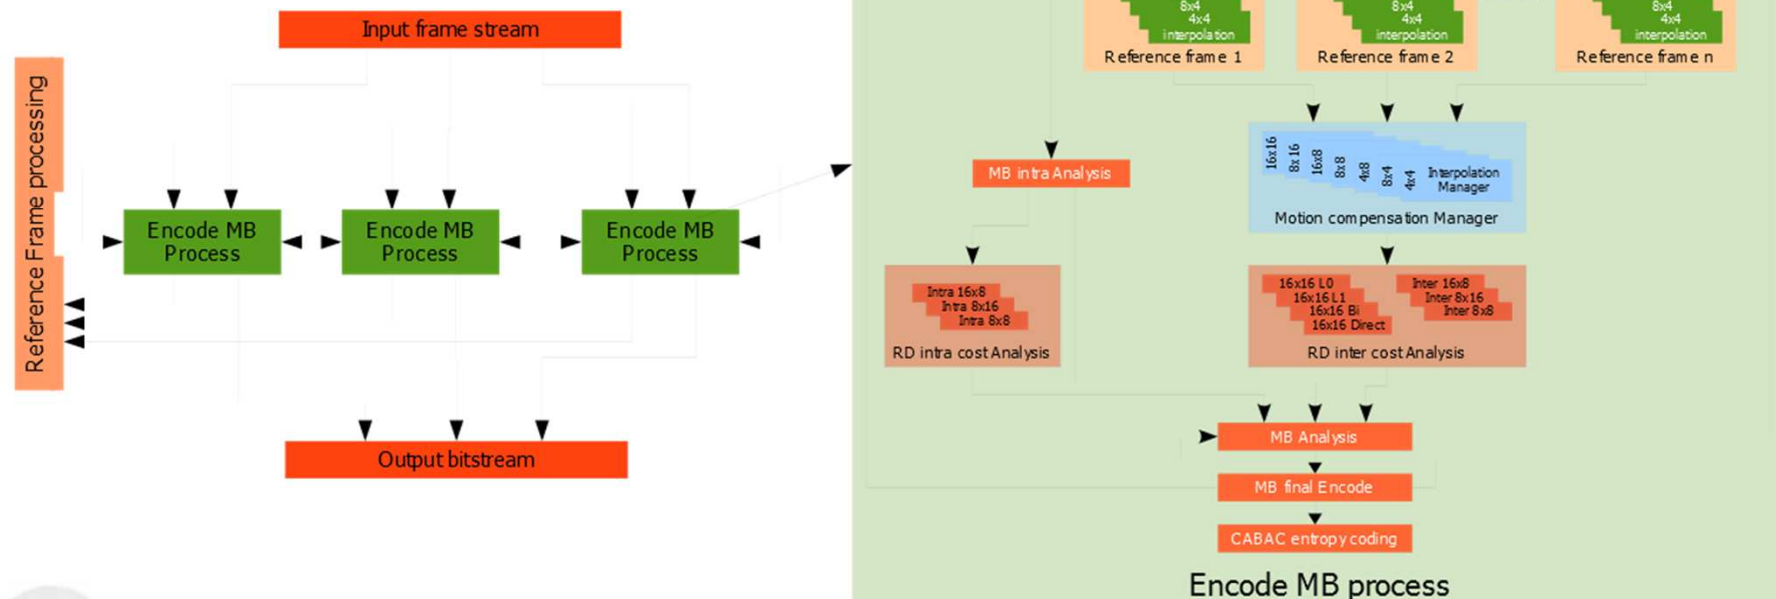 Input frame stream
Reference Frame processing
Encode MB
Process
Encode MB
Process
Encode MB
Process
Output bitstream
8x4
4x4
interpolation
Reference frame 1
8x4
4x4
interpolation
Reference frame 2
8x4
4x4
interpolation
Reference frame n
MB intra Analysis
16x16
8x16
16x8
8x8
4x8
8x4
4x4
Interpolation
Manager
Motion compensation Manager
Intra 16x8
Intra 8x16
Intra 8x8
RD intra cost Analysis
16x16 L0
16x16 L1
16x16 Bi
16x16 Direct
Inter 16x8
Inter 8x16
Inter 8x8
RD inter cost Analysis
MB Analysis
MB final Encode
CABAC entropy coding
Encode MB process